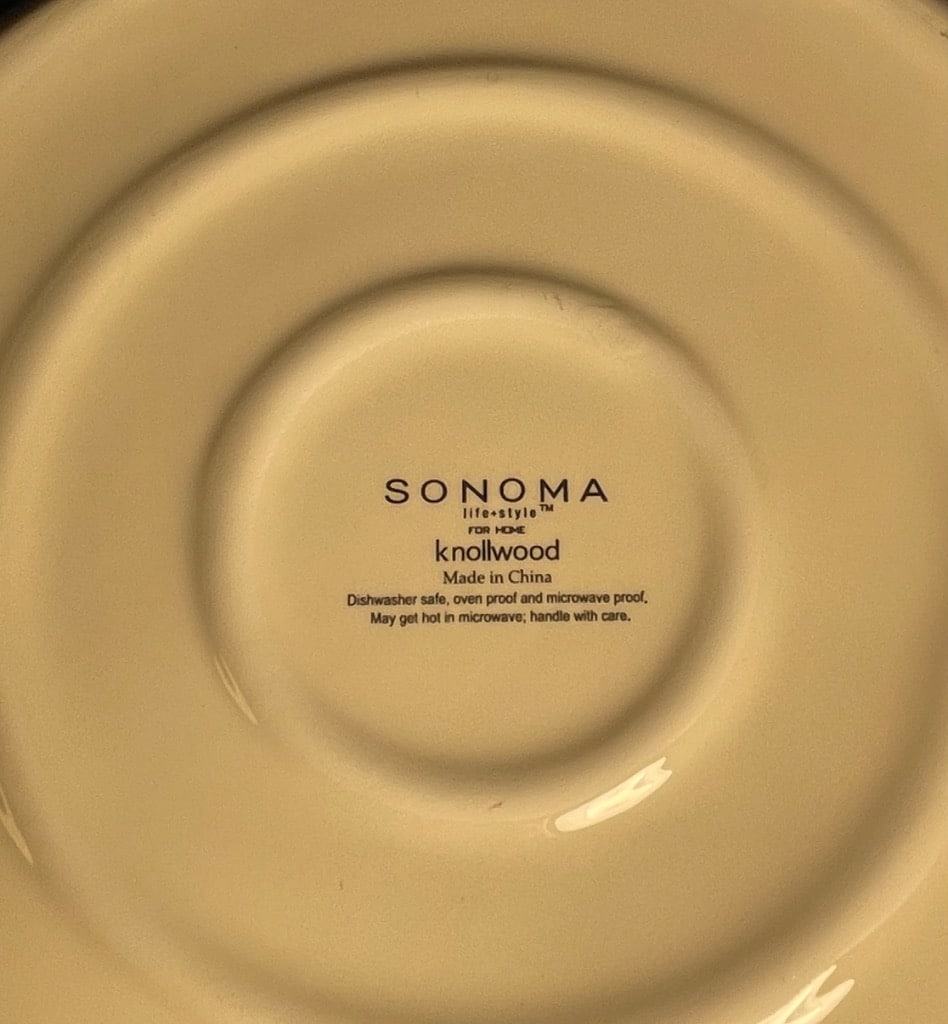 SONOMA
life+style™
FOR HOME
knollwood
Made in China
Dishwasher safe, oven proof and microwave proof.
May get hot in microwave; handle with care.